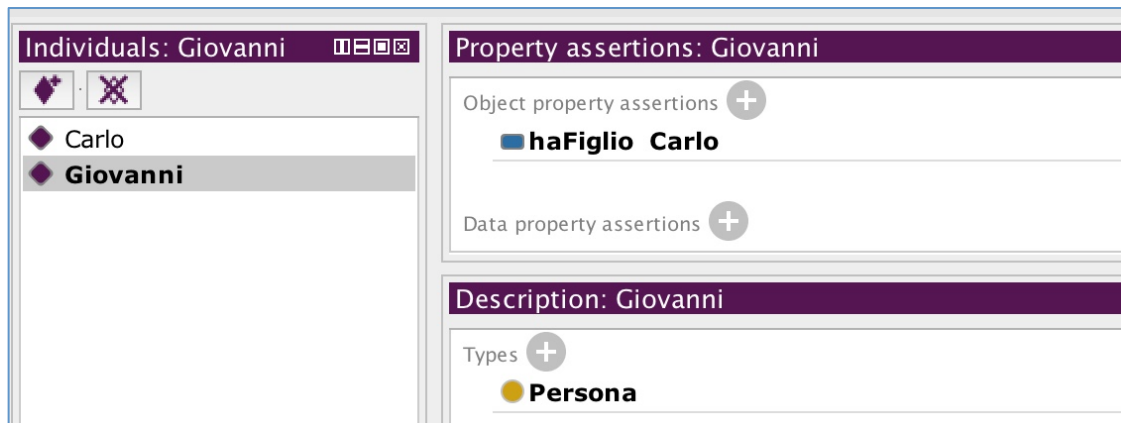 Individuals: Giovanni
Carlo
Giovanni
Property assertions: Giovanni
Object property assertions
haFiglio Carlo
Data property assertions
Description: Giovanni
Types
Persona